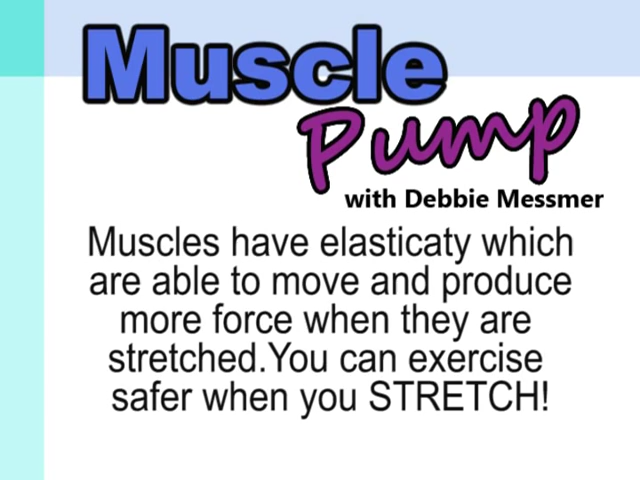 Muscle
Pump
with Debbie Messmer
Muscles have elasticaty which
are able to move and produce
more force when they are
stretched.You can exercise
safer when you STRETCH!